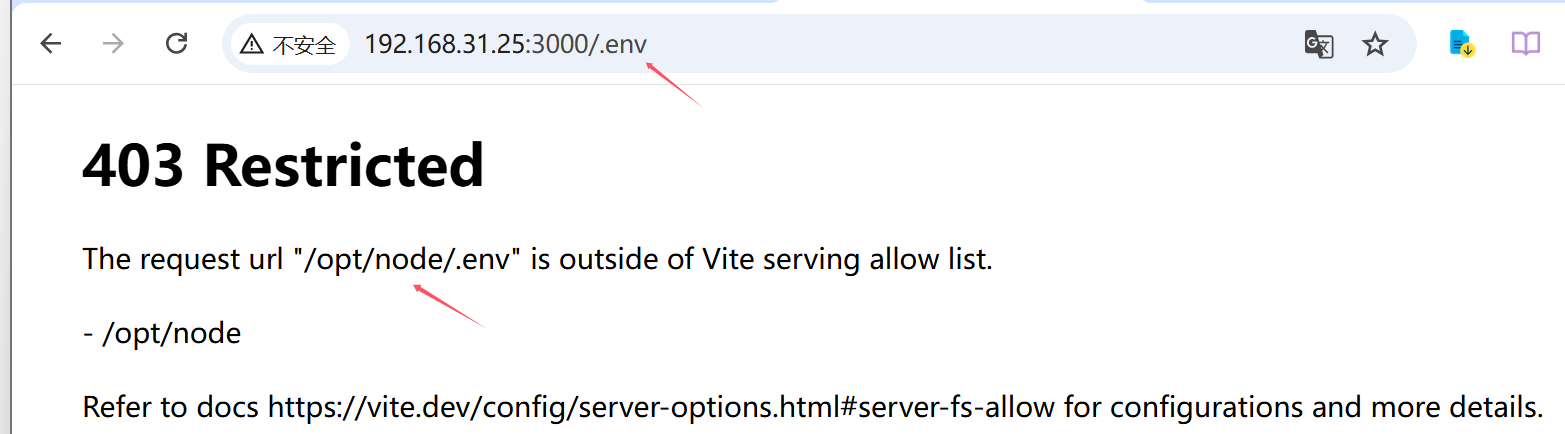 不安全 192.168.31.25:3000/.env
403 Restricted
The request url "/opt/node/.env" is outside of Vite serving allow list.
- /opt/node
Refer to docs https://vite.dev/config/server-options.html#server-fs-allow for configurations and more details.